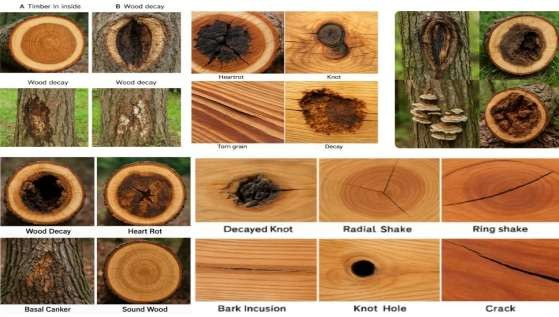 A Timber in inside
B Wood decay
Wood decay
Wood decay
Heartrot
Knot
Torn grain
Decay
Wood Decay
Heart Rot
Basal Canker
Sound Wood
Decayed Knot
Radial Shake
Ring shake
Bark Incusion
Knot Hole
Crack